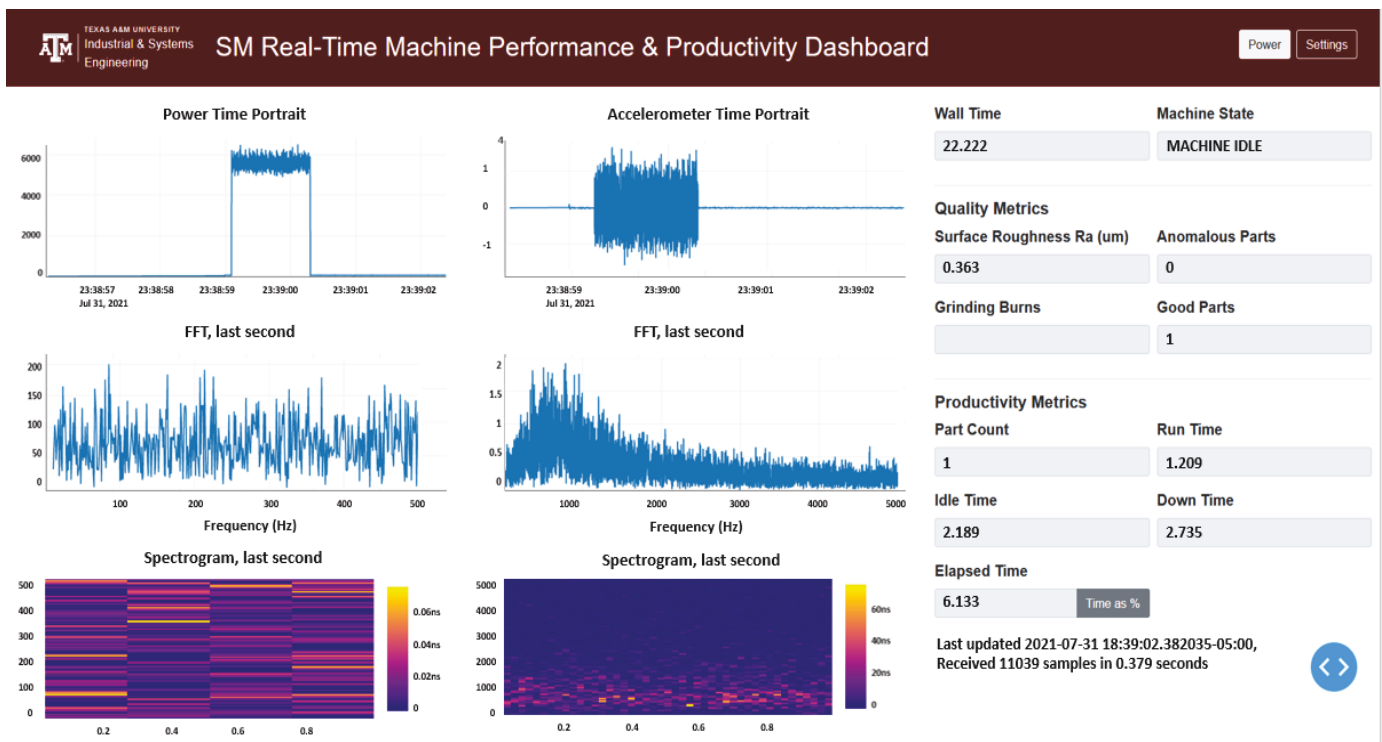 TEXAS A&M UNIVERSITY
Industrial & Systems
Engineering
SM Real-Time Machine Performance & Productivity Dashboard
Power
Settings
Power Time Portrait
6000
4000
2000
0
23:38:57 23:38:58 23:38:59 23:39:00 23:39:01 23:39:02
Jul 31, 2021
Accelerometer Time Portrait
4
1
0
-1
23:38:59 23:39:00 23:39:01 23:39:02
Jul 31, 2021
FFT, last second
200
150
100
50
0
100 200 300 400 500
Frequency (Hz)
FFT, last second
2
1.5
1
0.5
0
1000 2000 3000 4000 5000
Frequency (Hz)
Spectrogram, last second
500
400
300
200
100
0
0.2 0.4 0.6 0.8
0.06ns
0.04ns
0.02ns
0
Spectrogram, last second
5000
4000
3000
2000
1000
0
0.2 0.4 0.6 0.8
60ns
40ns
20ns
0
Wall Time
22.222
Machine State
MACHINE IDLE
Quality Metrics
Surface Roughness Ra (um)
0.363
Anomalous Parts
0
Grinding Burns
Good Parts
1
Productivity Metrics
Part Count
1
Run Time
1.209
Idle Time
2.189
Down Time
2.735
Elapsed Time
6.133
Time as %
Last updated 2021-07-31 18:39:02.382035-05:00,
Received 11039 samples in 0.379 seconds